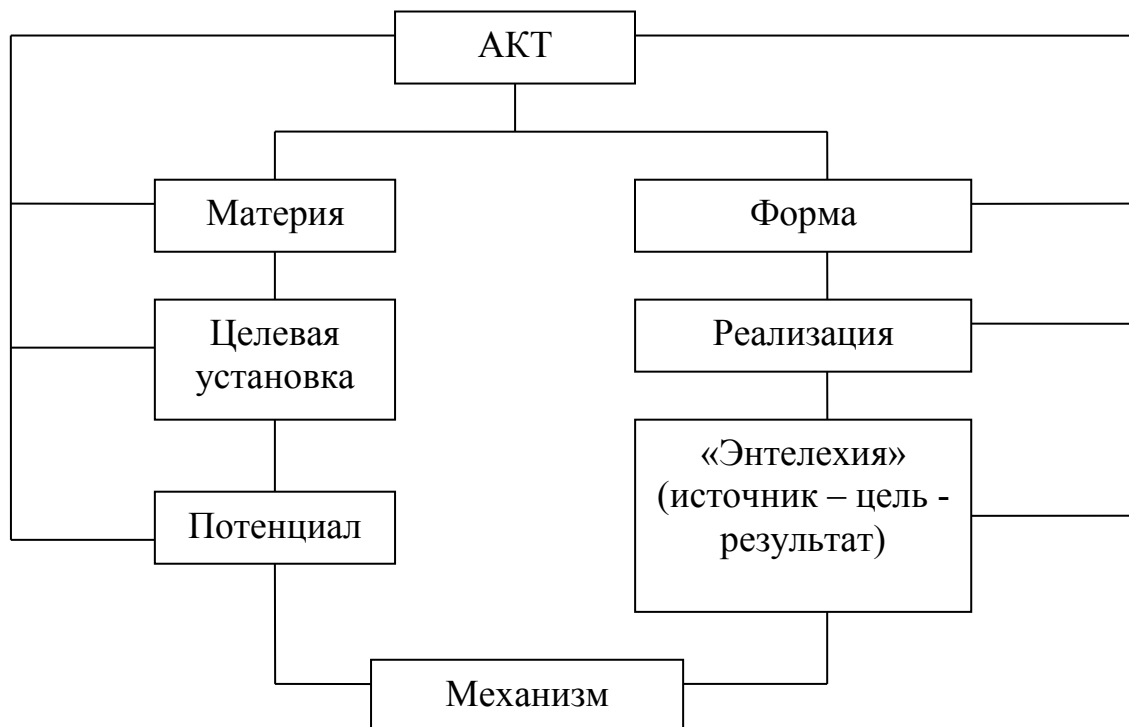 АКТ
Материя
Форма
Целевая
установка
Реализация
«Энтелехия»
(источник – цель -
результат)
Потенциал
Механизм